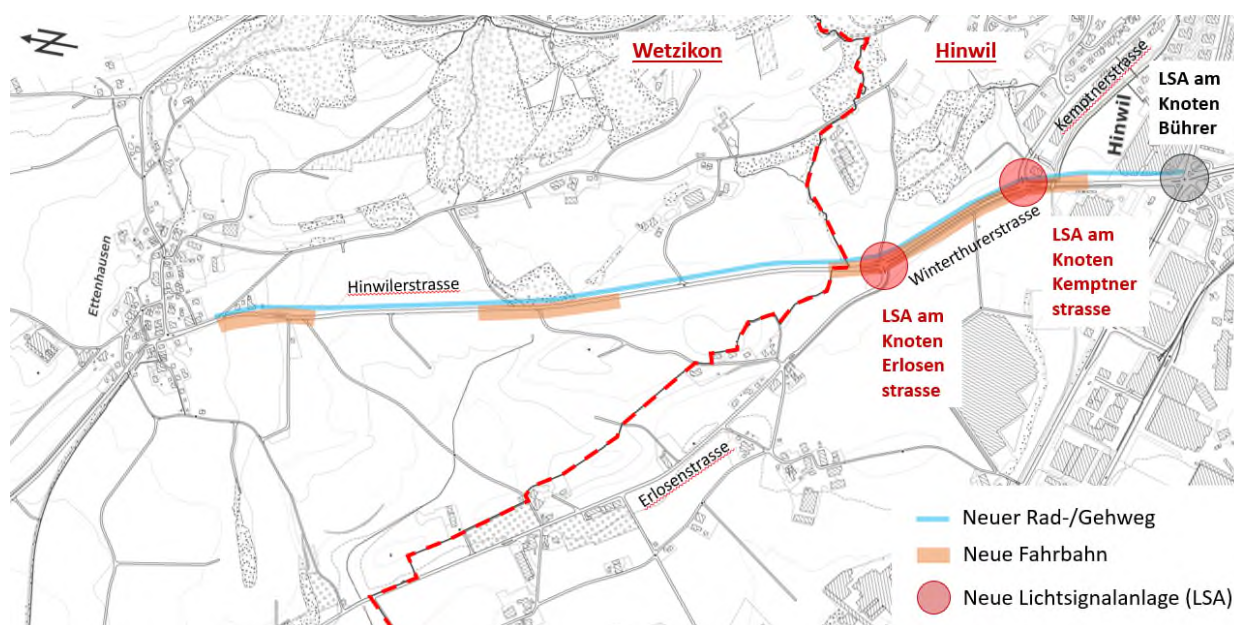 Wetzikon
Hinwil
Kemptnerstrasse
Hinwil
LSA am
Knoten
Bührer
Ettenhausen
Hinwilerstrasse
Winterthurerstrasse
LSA am
Knoten
Kemptner
strasse
LSA am
Knoten
Erlosen
strasse
Erlosenstrasse
Neuer Rad-/Gehweg
Neue Fahrbahn
Neue Lichtsignalanlage (LSA)